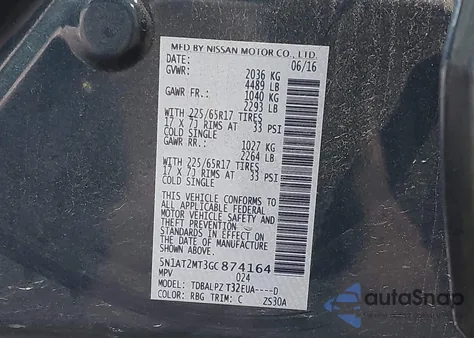 MFD.BY NISSAN MOTOR CO., LTD.
DATE: 06/16
GVWR: 2036 KG
4489 LB
GAWR FR.: 1040 KG
2293 LB
WITH 225/65R17 TIRES
17 X 7J RIMS AT 33 PSI
COLD SINGLE
GAWR RR.: 1027 KG
2264 LB
WITH 225/65R17 TIRES
17 X 7J RIMS AT 33 PSI
COLD SINGLE
THIS VEHICLE CONFORMS TO
ALL APPLICABLE FEDERAL
MOTOR VEHICLE SAFETY AND
THEFT PREVENTION STANDARDS
IN EFFECT ON THE DATE OF
MANUFACTURE SHOWN ABOVE.
5N1AT2MT3GC874164
MPV 024
MODEL: TDBALPZ T32EUA----D
COLOR: RBG TRIM: C ZS30A
autoSnap